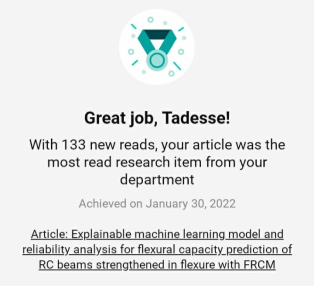 Great job, Tadesse!
With 133 new reads, your article was the
most read research item from your
department
Achieved on January 30, 2022
Article: Explainable machine learning model and
reliability analysis for flexural capacity prediction of
RC beams strengthened in flexure with FRCM